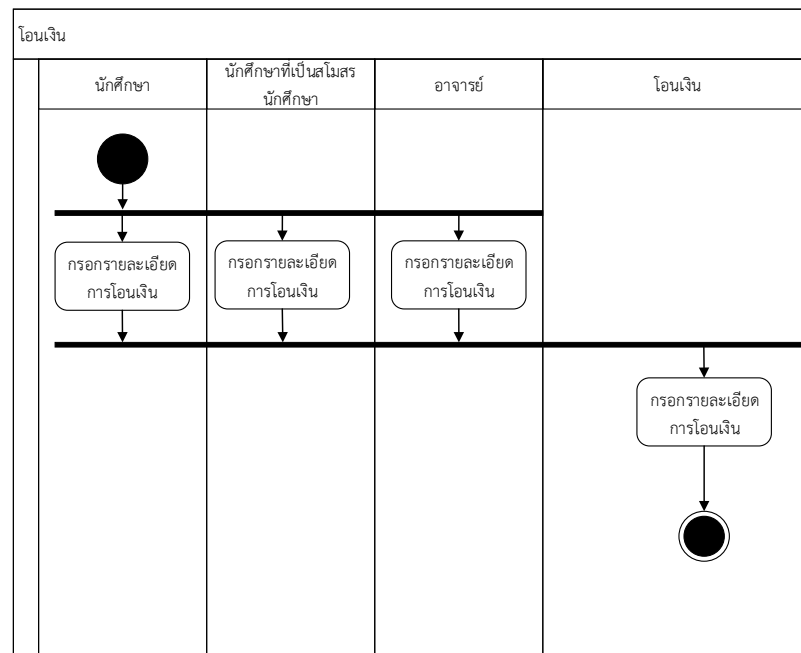 โอนเงิน
นักศึกษา
นักศึกษาที่เป็นสโมสร
นักศึกษา
อาจารย์
โอนเงิน
กรอกรายละเอียด
การโอนเงิน
กรอกรายละเอียด
การโอนเงิน
กรอกรายละเอียด
การโอนเงิน
กรอกรายละเอียด
การโอนเงิน